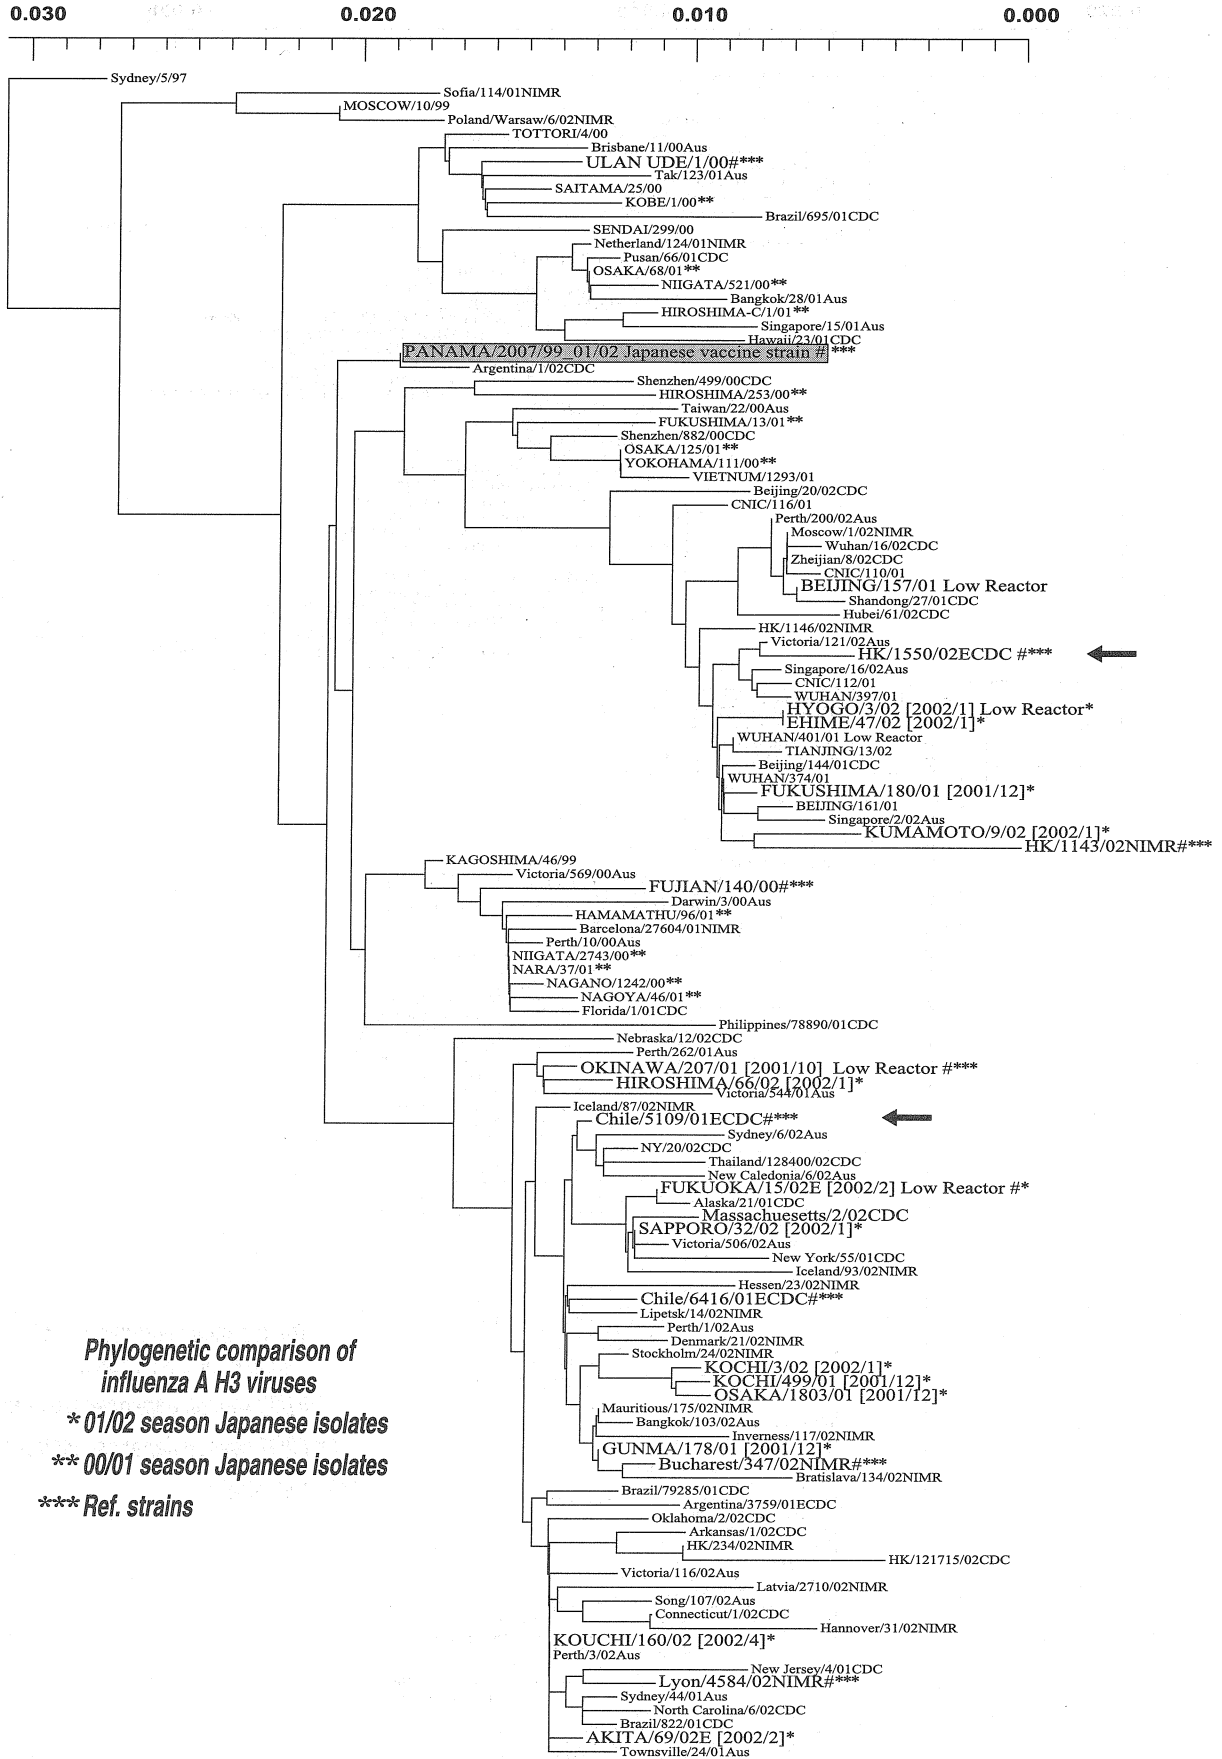 0.030 0.020 0.010 0.000
Sydney/5/97
Sofia/114/01NIMR
MOSCOW/10/99
Poland/Warsaw/6/02NIMR
TOTTORI/4/00
Brisbane/11/00Aus
ULAN UDE/1/00#***
Tak/123/01Aus
SAITAMA/25/00
KOBE/1/00**
Brazil/695/01CDC
SENDAI/299/00
Netherland/124/01NIMR
Pusan/66/01CDC
OSAKA/68/01**
NIIGATA/521/00**
Bangkok/28/01Aus
HIROSHIMA-C/1/01**
Singapore/15/01Aus
Hawaii/23/01CDC
PANAMA/2007/99_01/02 Japanese vaccine strain # ***
Argentina/1/02CDC
Shenzhen/499/00CDC
HIROSHIMA/253/00**
Taiwan/22/00Aus
FUKUSHIMA/13/01**
Shenzhen/882/00CDC
OSAKA/125/01**
YOKOHAMA/111/00**
VIETNUM/1293/01
Beijing/20/02CDC
CNIC/116/01
Perth/200/02Aus
Moscow/1/02NIMR
Wuhan/16/02CDC
Zheijian/8/02CDC
CNIC/110/01
BEIJING/157/01 Low Reactor
Shandong/27/01CDC
Hubei/61/02CDC
HK/1146/02NIMR
Victoria/121/02Aus
HK/1550/02ECDC #***
Singapore/16/02Aus
CNIC/112/01
WUHAN/397/01
HYOGO/3/02 [2002/1] Low Reactor*
EHIME/47/02 [2002/1]*
WUHAN/401/01 Low Reactor
TIANJING/13/02
Beijing/144/01CDC
WUHAN/374/01
FUKUSHIMA/180/01 [2001/12]*
BEIJING/161/01
Singapore/2/02Aus
KUMAMOTO/9/02 [2002/1]*
HK/1143/02NIMR#***
KAGOSHIMA/46/99
Victoria/569/00Aus
FUJIAN/140/00#***
Darwin/3/00Aus
HAMAMATHU/96/01**
Barcelona/27604/01NIMR
Perth/10/00Aus
NIIGATA/2743/00**
NARA/37/01**
NAGANO/1242/00**
NAGOYA/46/01**
Florida/1/01CDC
Philippines/78890/01CDC
Nebraska/12/02CDC
Perth/262/01Aus
OKINAWA/207/01 [2001/10] Low Reactor #***
HIROSHIMA/66/02 [2002/1]*
Victoria/544/01Aus
Iceland/87/02NIMR
Chile/5109/01ECDC#***
Sydney/6/02Aus
NY/20/02CDC
Thailand/128400/02CDC
New Caledonia/6/02Aus
FUKUOKA/15/02E [2002/2] Low Reactor #*
Alaska/21/01CDC
Massachuesetts/2/02CDC
SAPPORO/32/02 [2002/1]*
Victoria/506/02Aus
New York/55/01CDC
Iceland/93/02NIMR
Hessen/23/02NIMR
Chile/6416/01ECDC#***
Lipetsk/14/02NIMR
Perth/1/02Aus
Denmark/21/02NIMR
Stockholm/24/02NIMR
KOCHI/3/02 [2002/1]*
KOCHI/499/01 [2001/12]*
OSAKA/1803/01 [2001/12]*
Mauritious/175/02NIMR
Bangkok/103/02Aus
Inverness/117/02NIMR
GUNMA/178/01 [2001/12]*
Bucharest/347/02NIMR#***
Bratislava/134/02NIMR
Brazil/79285/01CDC
Argentina/3759/01ECDC
Oklahoma/2/02CDC
Arkansas/1/02CDC
HK/234/02NIMR
HK/121715/02CDC
Victoria/116/02Aus
Latvia/2710/02NIMR
Song/107/02Aus
Connecticut/1/02CDC
Hannover/31/02NIMR
KOUCHI/160/02 [2002/4]*
Perth/3/02Aus
New Jersey/4/01CDC
Lyon/4584/02NIMR#***
Sydney/44/01Aus
North Carolina/6/02CDC
Brazil/822/01CDC
AKITA/69/02E [2002/2]*
Townsville/24/01Aus
Phylogenetic comparison of
influenza A H3 viruses
* 01/02 season Japanese isolates
** 00/01 season Japanese isolates
*** Ref. strains